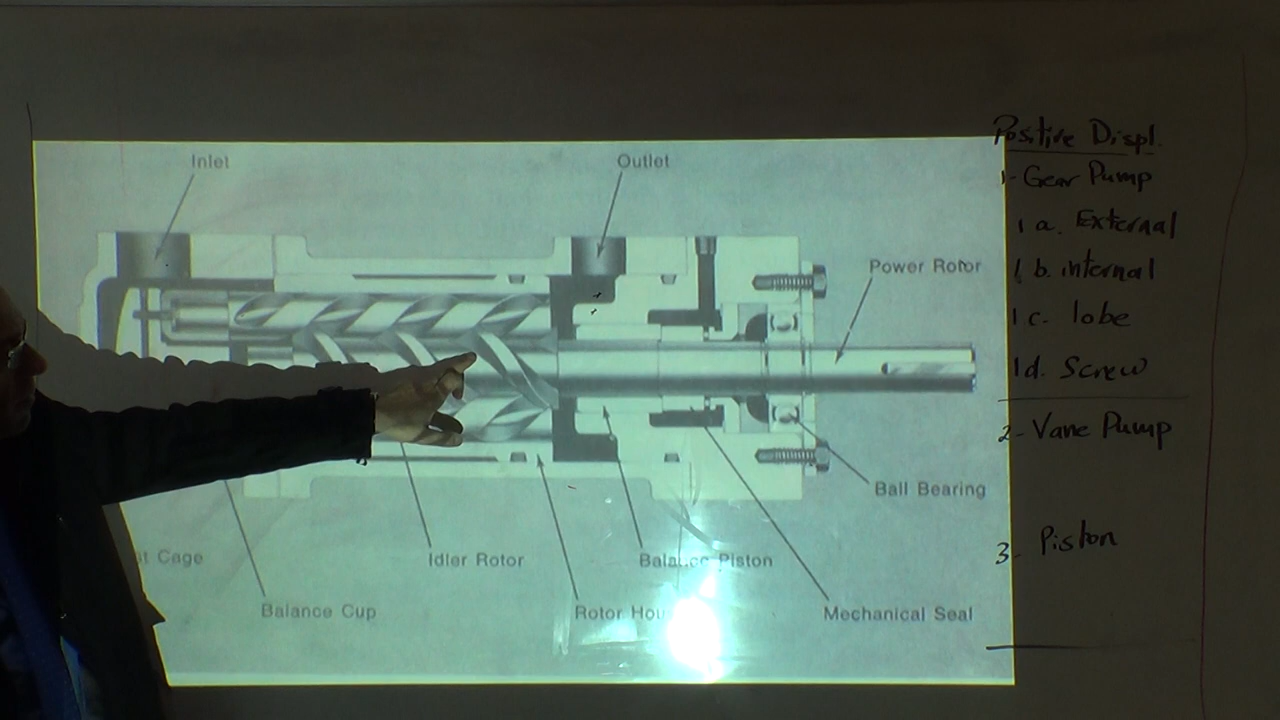 Inlet
Outlet
Power Rotor
Ball Bearing
Cage
Idler Rotor
Piston
Balance Cup
Rotor
Mechanical Seal
Positive Displ.
1- Gear Pump
1 a. External
1 b. internal
1 c. lobe
1d. Screw
2- Vane Pump
3- Piston